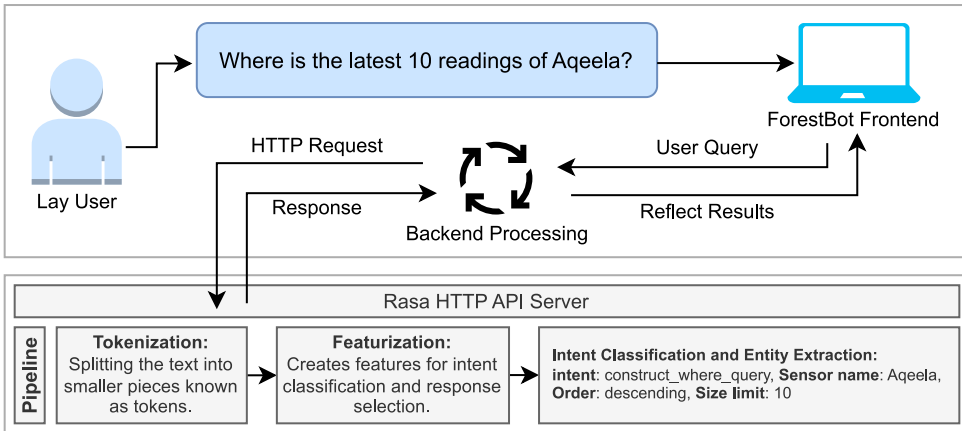 Where is the latest 10 readings of Aqeela?
Lay User
ForestBot Frontend
HTTP Request
User Query
Response
Reflect Results
Backend Processing
Rasa HTTP API Server
Pipeline
Tokenization:
Splitting the text into
smaller pieces known
as tokens.
Featurization:
Creates features for intent
classification and response
selection.
Intent Classification and Entity Extraction:
intent: construct_where_query, Sensor name: Aqeela,
Order: descending, Size limit: 10